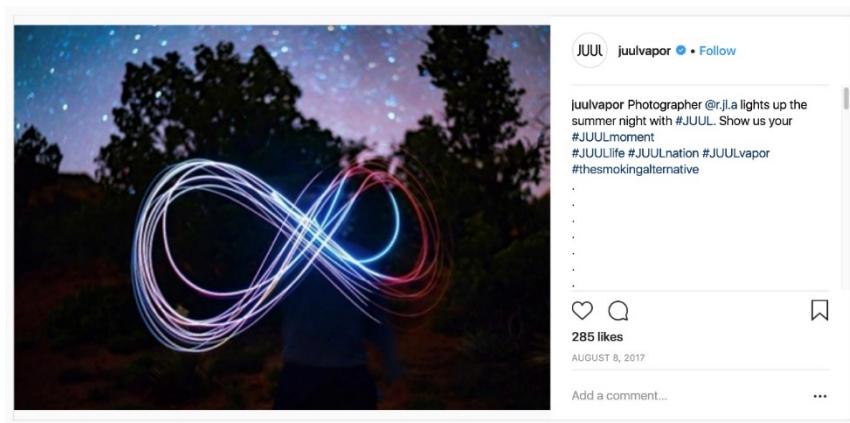 JUUL
juulvapor • Follow
juulvapor Photographer @r.jl.a lights up the
summer night with #JUUL. Show us your
#JUULmoment
#JUULlife #JUULnation #JUULvapor
#thesmokingalternative
.
.
.
.
.
.
.
285 likes
AUGUST 8, 2017
Add a comment...